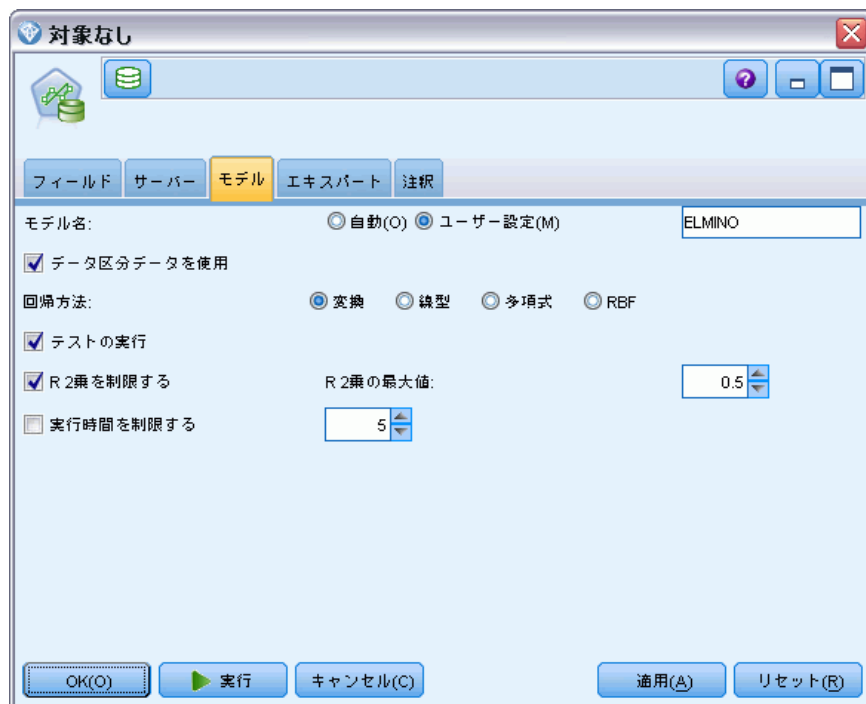 対象なし
フィールド サーバー モデル エキスパート 注釈
モデル名: 自動(O) ユーザー設定(M) ELMINO
データ区分データを使用
回帰方法: 変換 線型 多項式 RBF
テストの実行
R 2乗を制限する R 2乗の最大値: 0.5
実行時間を制限する 5
OK(O) 実行 キャンセル(C) 適用(A) リセット(R)